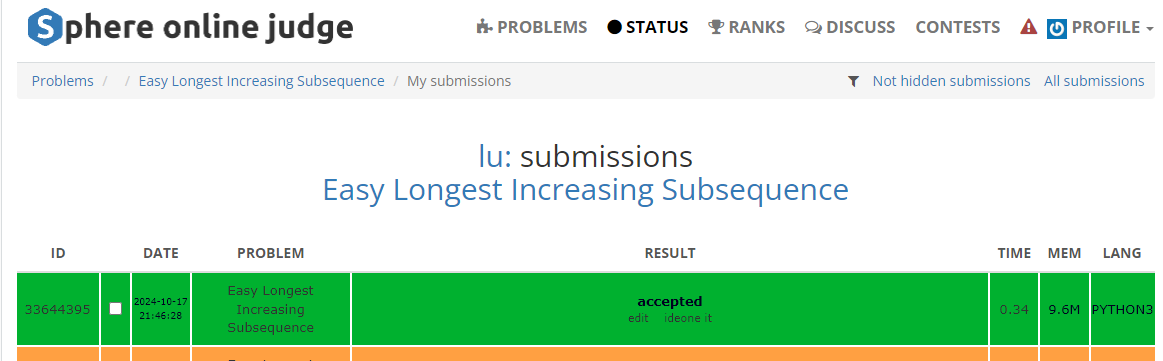 Sphere online judge
PROBLEMS STATUS RANKS DISCUSS CONTESTS PROFILE
Problems / / Easy Longest Increasing Subsequence / My submissions Not hidden submissions All submissions
lu: submissions
Easy Longest Increasing Subsequence
ID DATE PROBLEM RESULT TIME MEM LANG
Easy Longest
2024-10-17 accepted
33644395 Increasing 0.34 9.6M PYTHON3
21:46:28 edit ideone it
Subsequence